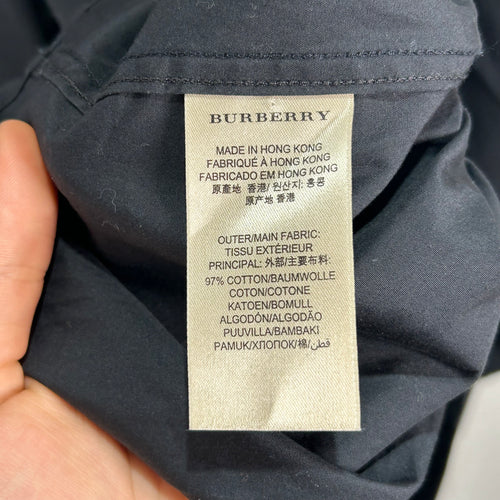 BURBERRY
MADE IN HONG KONG
FABRIQUÉ À HONG KONG
FABRICADO EM HONG KONG
原產地 香港/ 원산지: 홍콩
原产地 香港
OUTER/MAIN FABRIC:
TISSU EXTÉRIEUR
PRINCIPAL: 外部/主要布料:
97% COTTON/BAUMWOLLE
COTON/COTONE
KATOEN/BOMULL
ALGODÓN/ALGODÃO
PUUVILLA/BAMBAKI
PAMUK/ХЛОПОК/棉/قطن